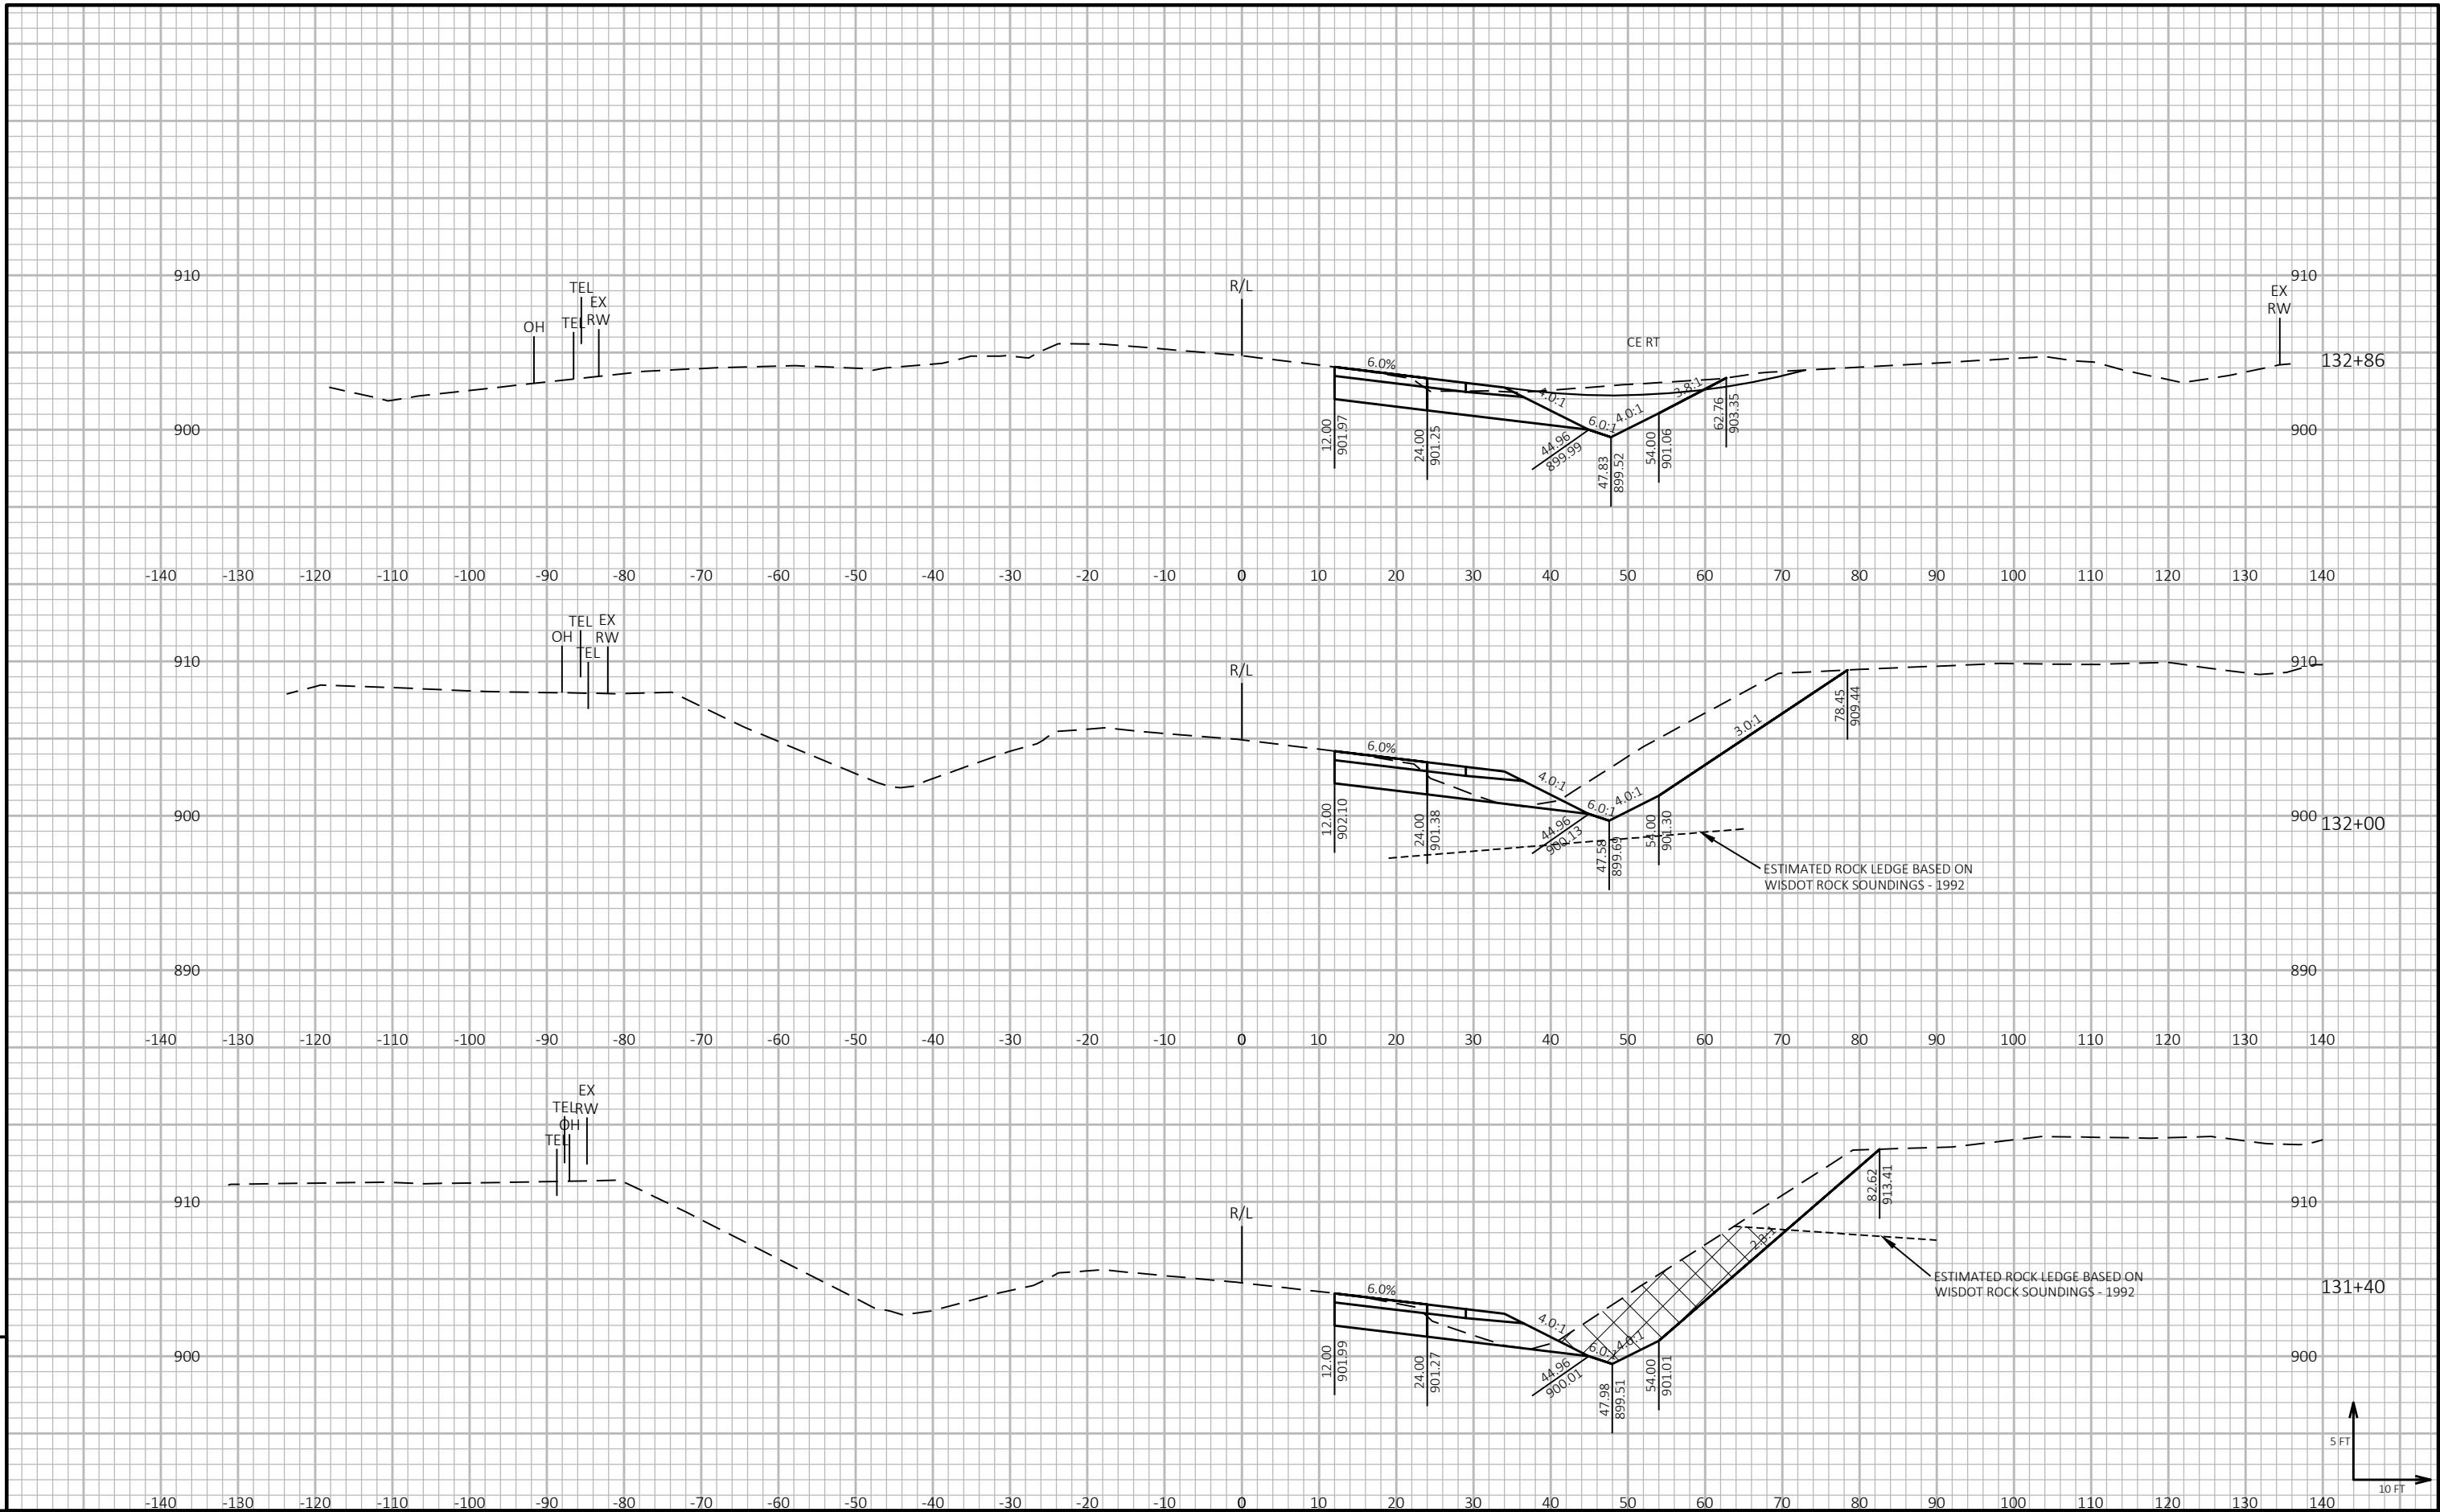 R/L
TEL
EX
RW
TEL
OH
910
910
EX
RW
CE RT
132+86
6.0%
4.0:1
6.0:1
4.0:1
3.8:1
900
900
12.00
901.97
24.00
901.25
44.96
899.99
47.83
899.52
54.00
901.06
62.76
903.35
-140 -130 -120 -110 -100 -90 -80 -70 -60 -50 -40 -30 -20 -10 0 10 20 30 40 50 60 70 80 90 100 110 120 130 140
TEL
EX
RW
OH
TEL
R/L
910
910
6.0%
4.0:1
6.0:1
4.0:1
3.0:1
78.45
909.44
900
900
132+00
12.00
902.10
24.00
901.38
44.96
900.13
47.58
899.69
54.00
901.30
ESTIMATED ROCK LEDGE BASED ON
WISDOT ROCK SOUNDINGS - 1992
890
890
-140 -130 -120 -110 -100 -90 -80 -70 -60 -50 -40 -30 -20 -10 0 10 20 30 40 50 60 70 80 90 100 110 120 130 140
EX
RW
TEL
OH
TEL
R/L
910
910
82.62
913.41
6.0%
4.0:1
6.0:1
4.0:1
2.3:1
ESTIMATED ROCK LEDGE BASED ON
WISDOT ROCK SOUNDINGS - 1992
131+40
900
900
12.00
901.99
24.00
901.27
44.96
900.01
47.98
899.51
54.00
901.01
5 FT
10 FT
-140 -130 -120 -110 -100 -90 -80 -70 -60 -50 -40 -30 -20 -10 0 10 20 30 40 50 60 70 80 90 100 110 120 130 140